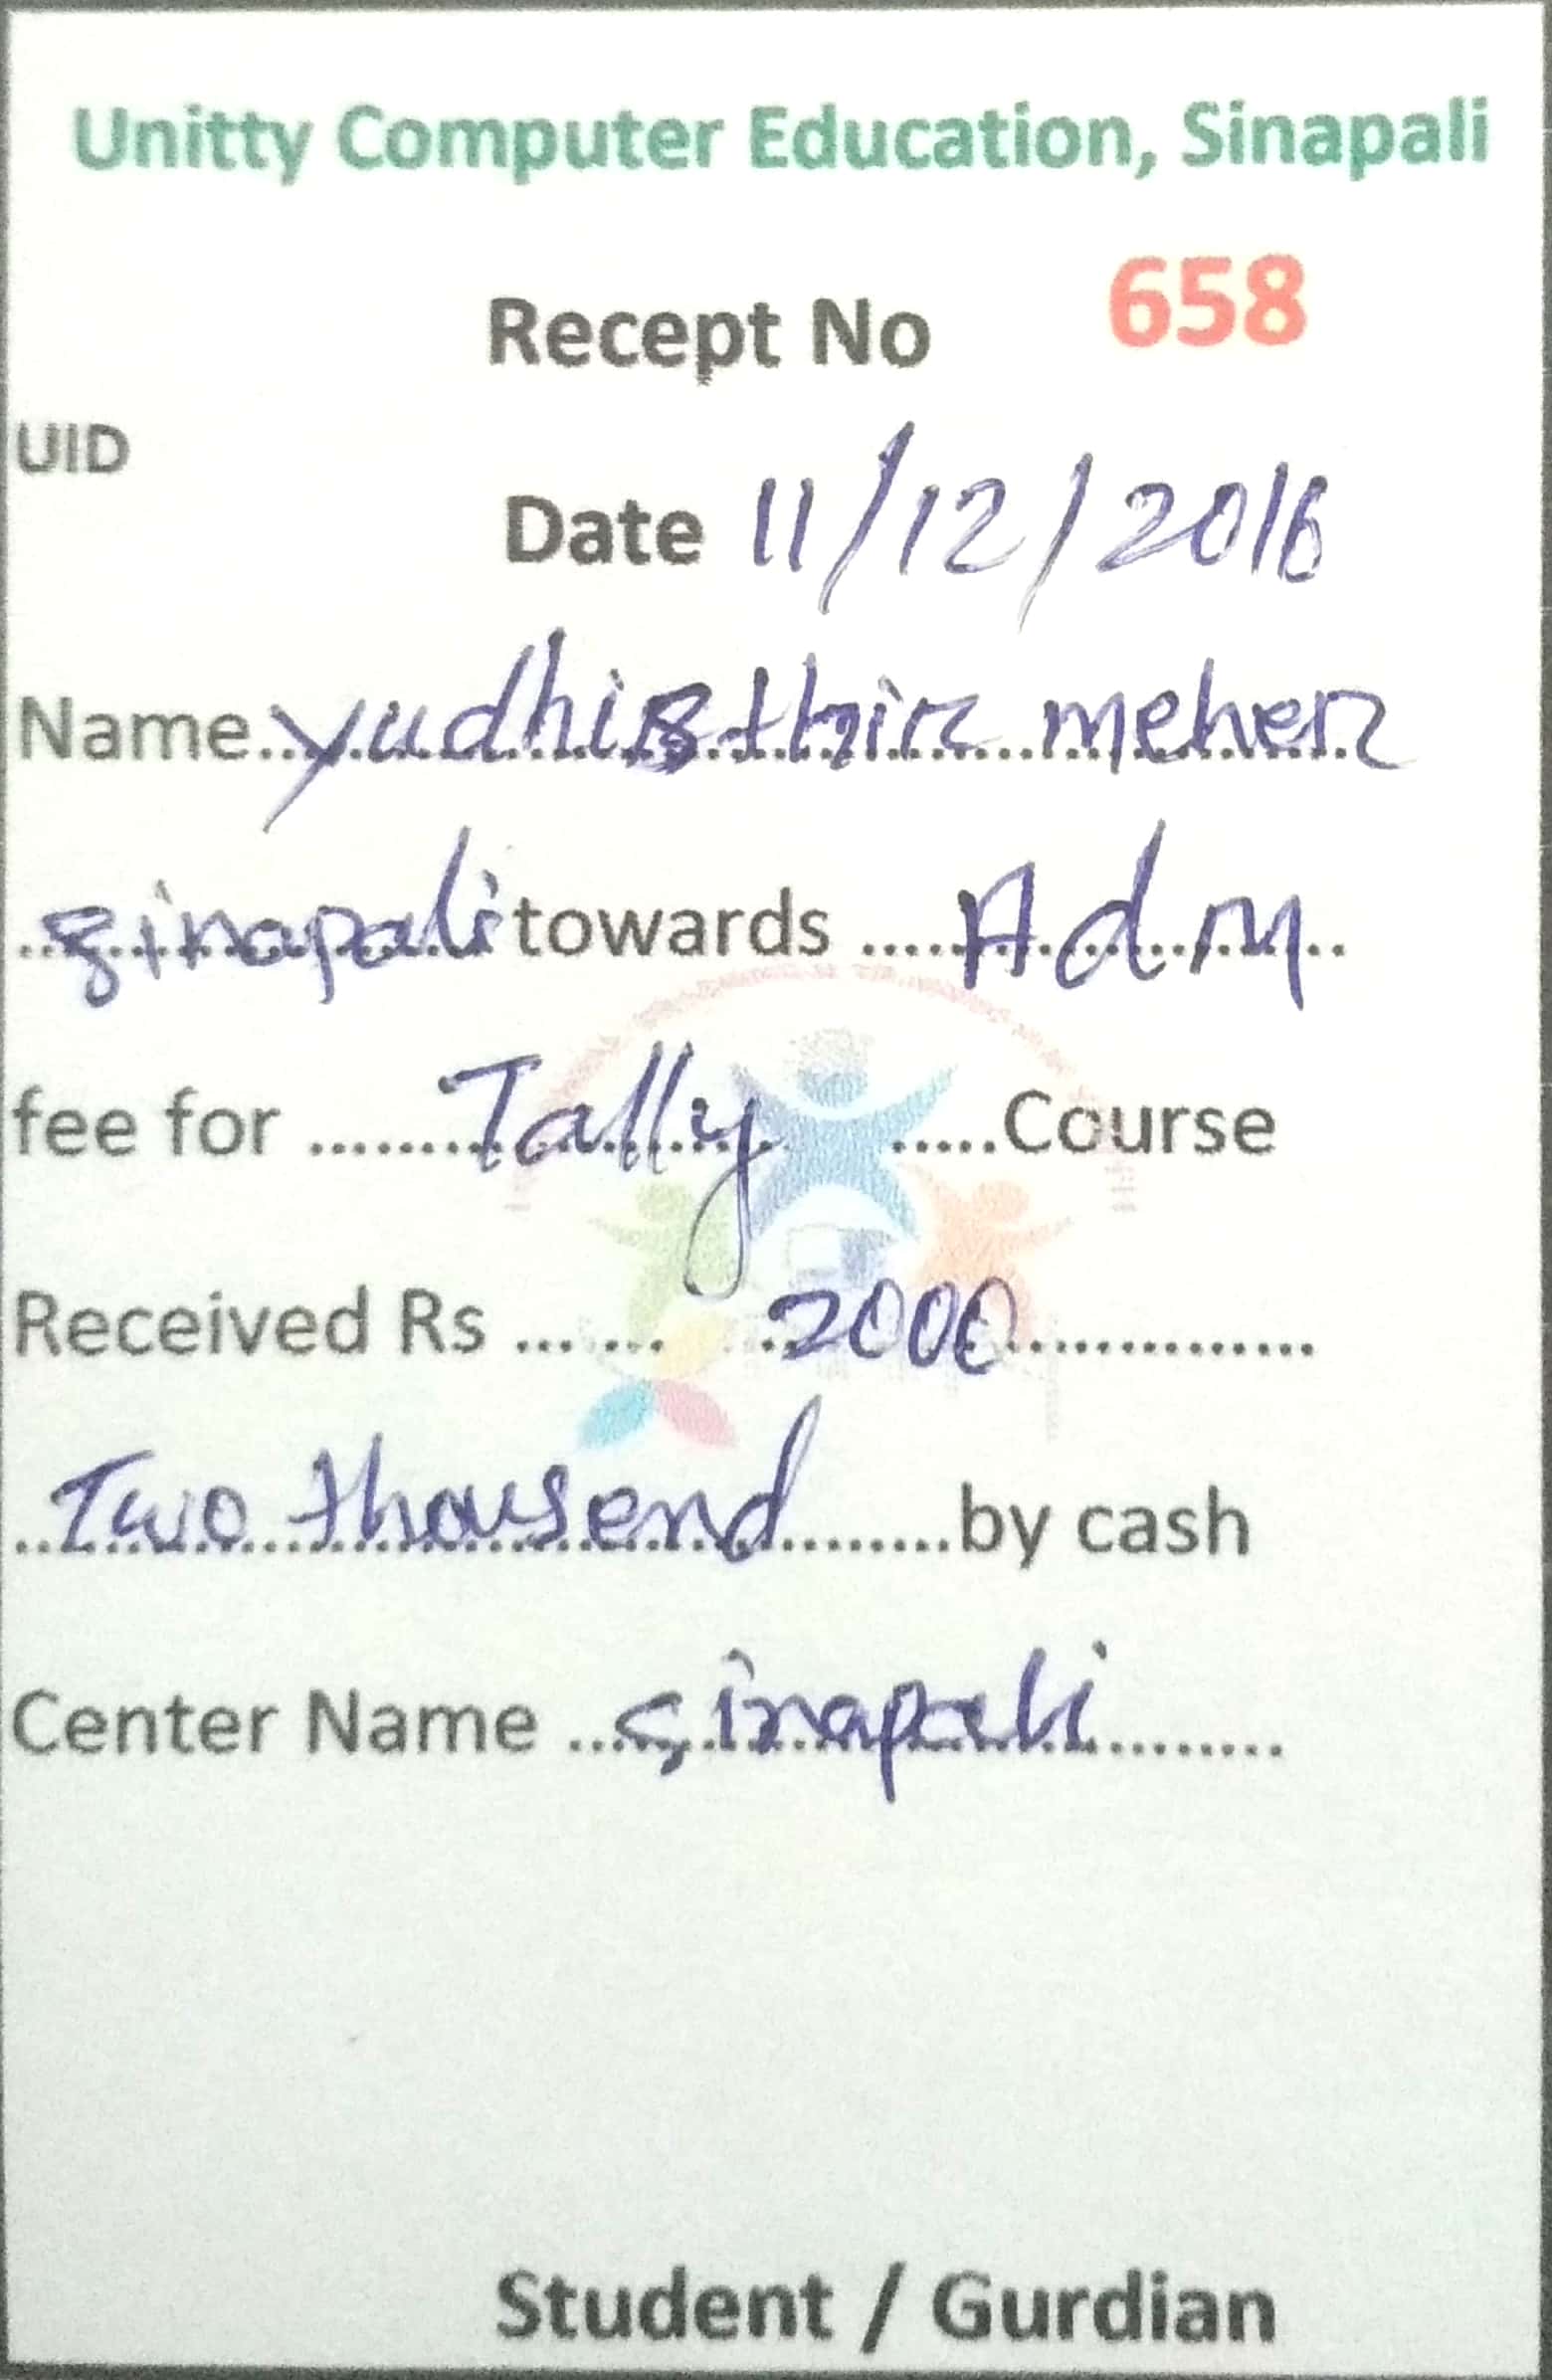 Unitty Computer Education, Sinapali
Recept No 658
UID
Date 11/12/2016
Name..yudhisthir meher
sinapali towards ....Adm..
fee for ........Tally .....Course
Received Rs ... ... ..2000..............
..Two thousend........by cash
Center Name ...sinapali........
Student / Gurdian